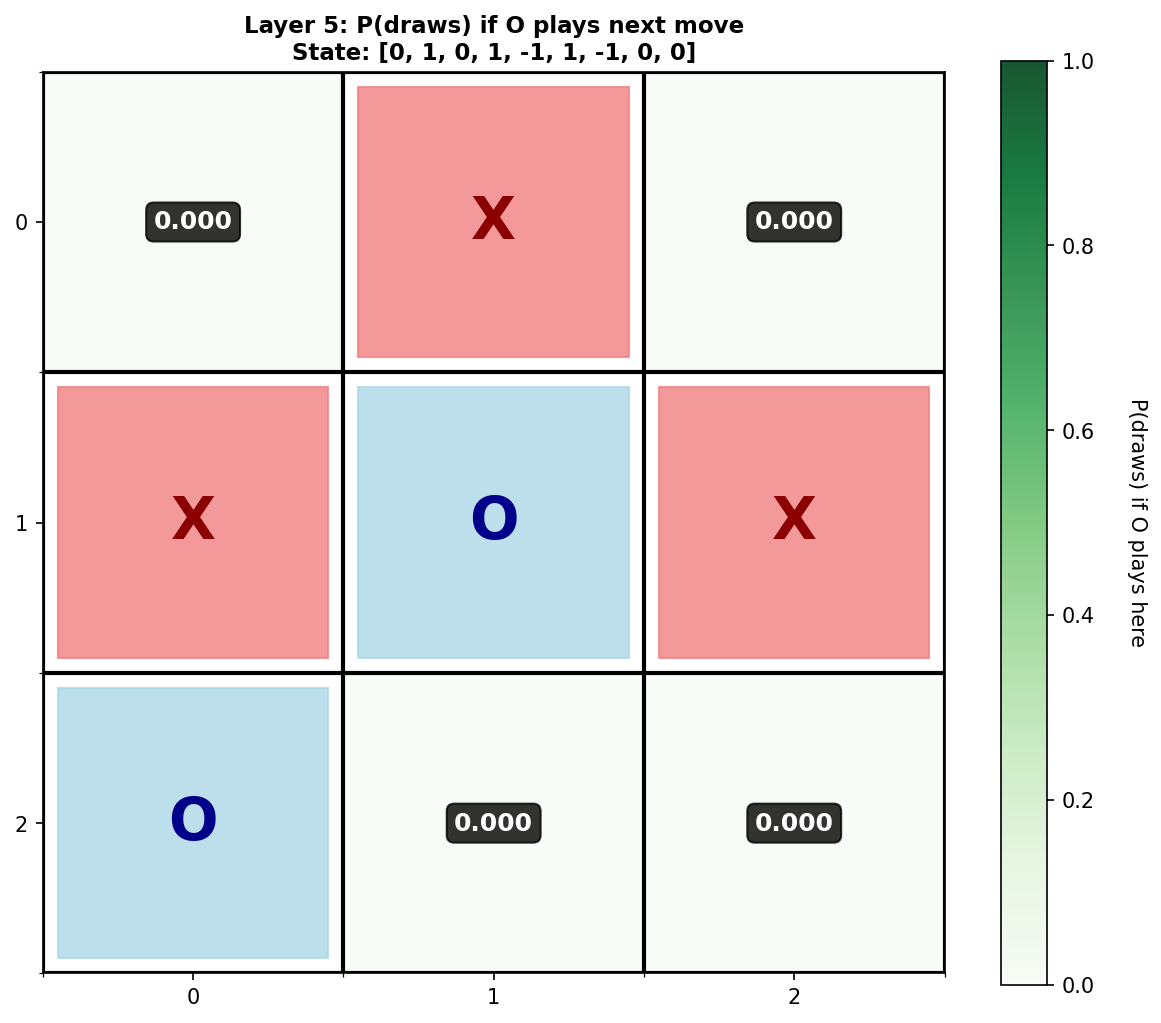 Layer 5: P(draws) if O plays next move
State: [0, 1, 0, 1, -1, 1, -1, 0, 0]
0.000 X 0.000
X O X
O 0.000 0.000
0
1
2
0 1 2
1.0
0.8
0.6
0.4
0.2
0.0
P(draws) if O plays here